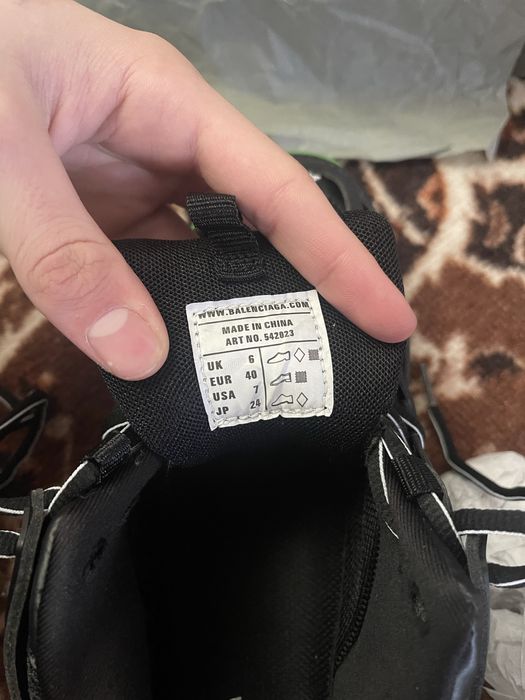 WWW.BALENCIAGA.COM
MADE IN CHINA
ART NO. 542023
UK 6
EUR 40
USA 7
JP 24